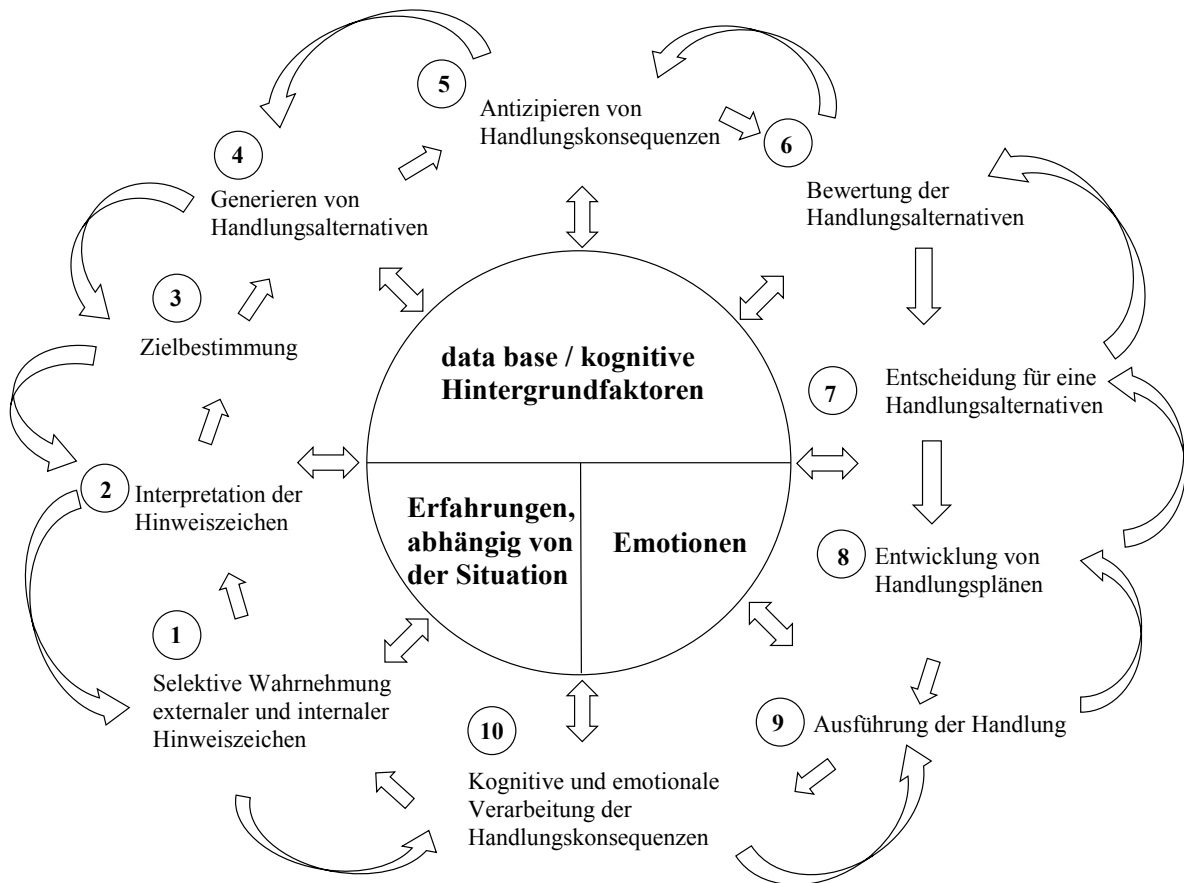 5
Antizipieren von
Handlungskonsequenzen
6
Bewertung der
Handlungsalternativen
4
Generieren von
Handlungsalternativen
3
Zielbestimmung
data base / kognitive
Hintergrundfaktoren
7
Entscheidung für eine
Handlungsalternativen
2
Interpretation der
Hinweiszeichen
Erfahrungen,
abhängig von
der Situation
Emotionen
8
Entwicklung von
Handlungsplänen
1
Selektive Wahrnehmung
externaler und internaler
Hinweiszeichen
9
Ausführung der Handlung
10
Kognitive und emotionale
Verarbeitung der
Handlungskonsequenzen